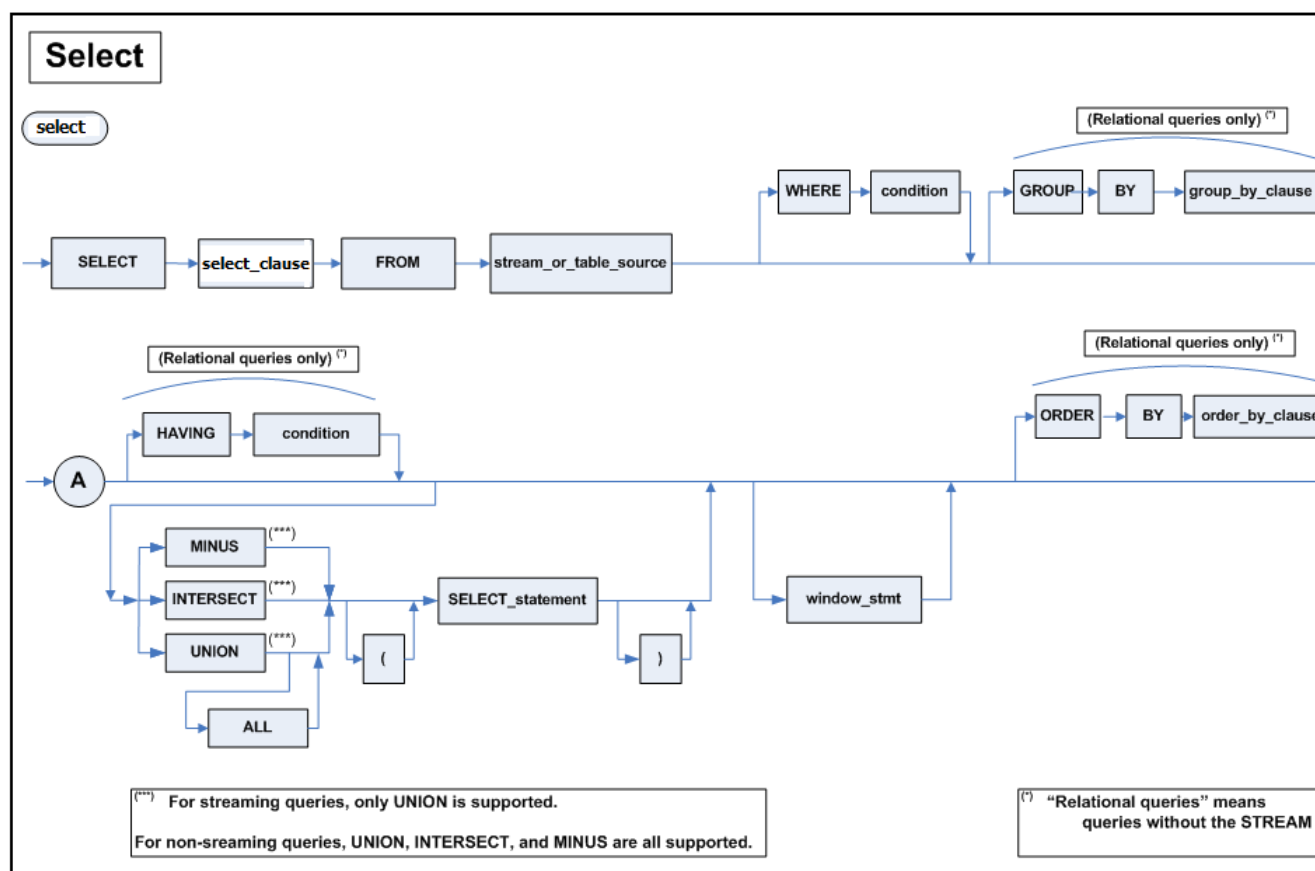 Select
select
(Relational queries only) (*)
WHERE condition GROUP BY group_by_clause
SELECT select_clause FROM stream_or_table_source
(Relational queries only) (*)
(Relational queries only) (*)
HAVING condition
ORDER BY order_by_clause
A
MINUS (***)
INTERSECT (***)
SELECT_statement
window_stmt
UNION (***)
(
)
ALL
(***) For streaming queries, only UNION is supported.
For non-sreaming queries, UNION, INTERSECT, and MINUS are all supported.
(*) “Relational queries” means
queries without the STREAM